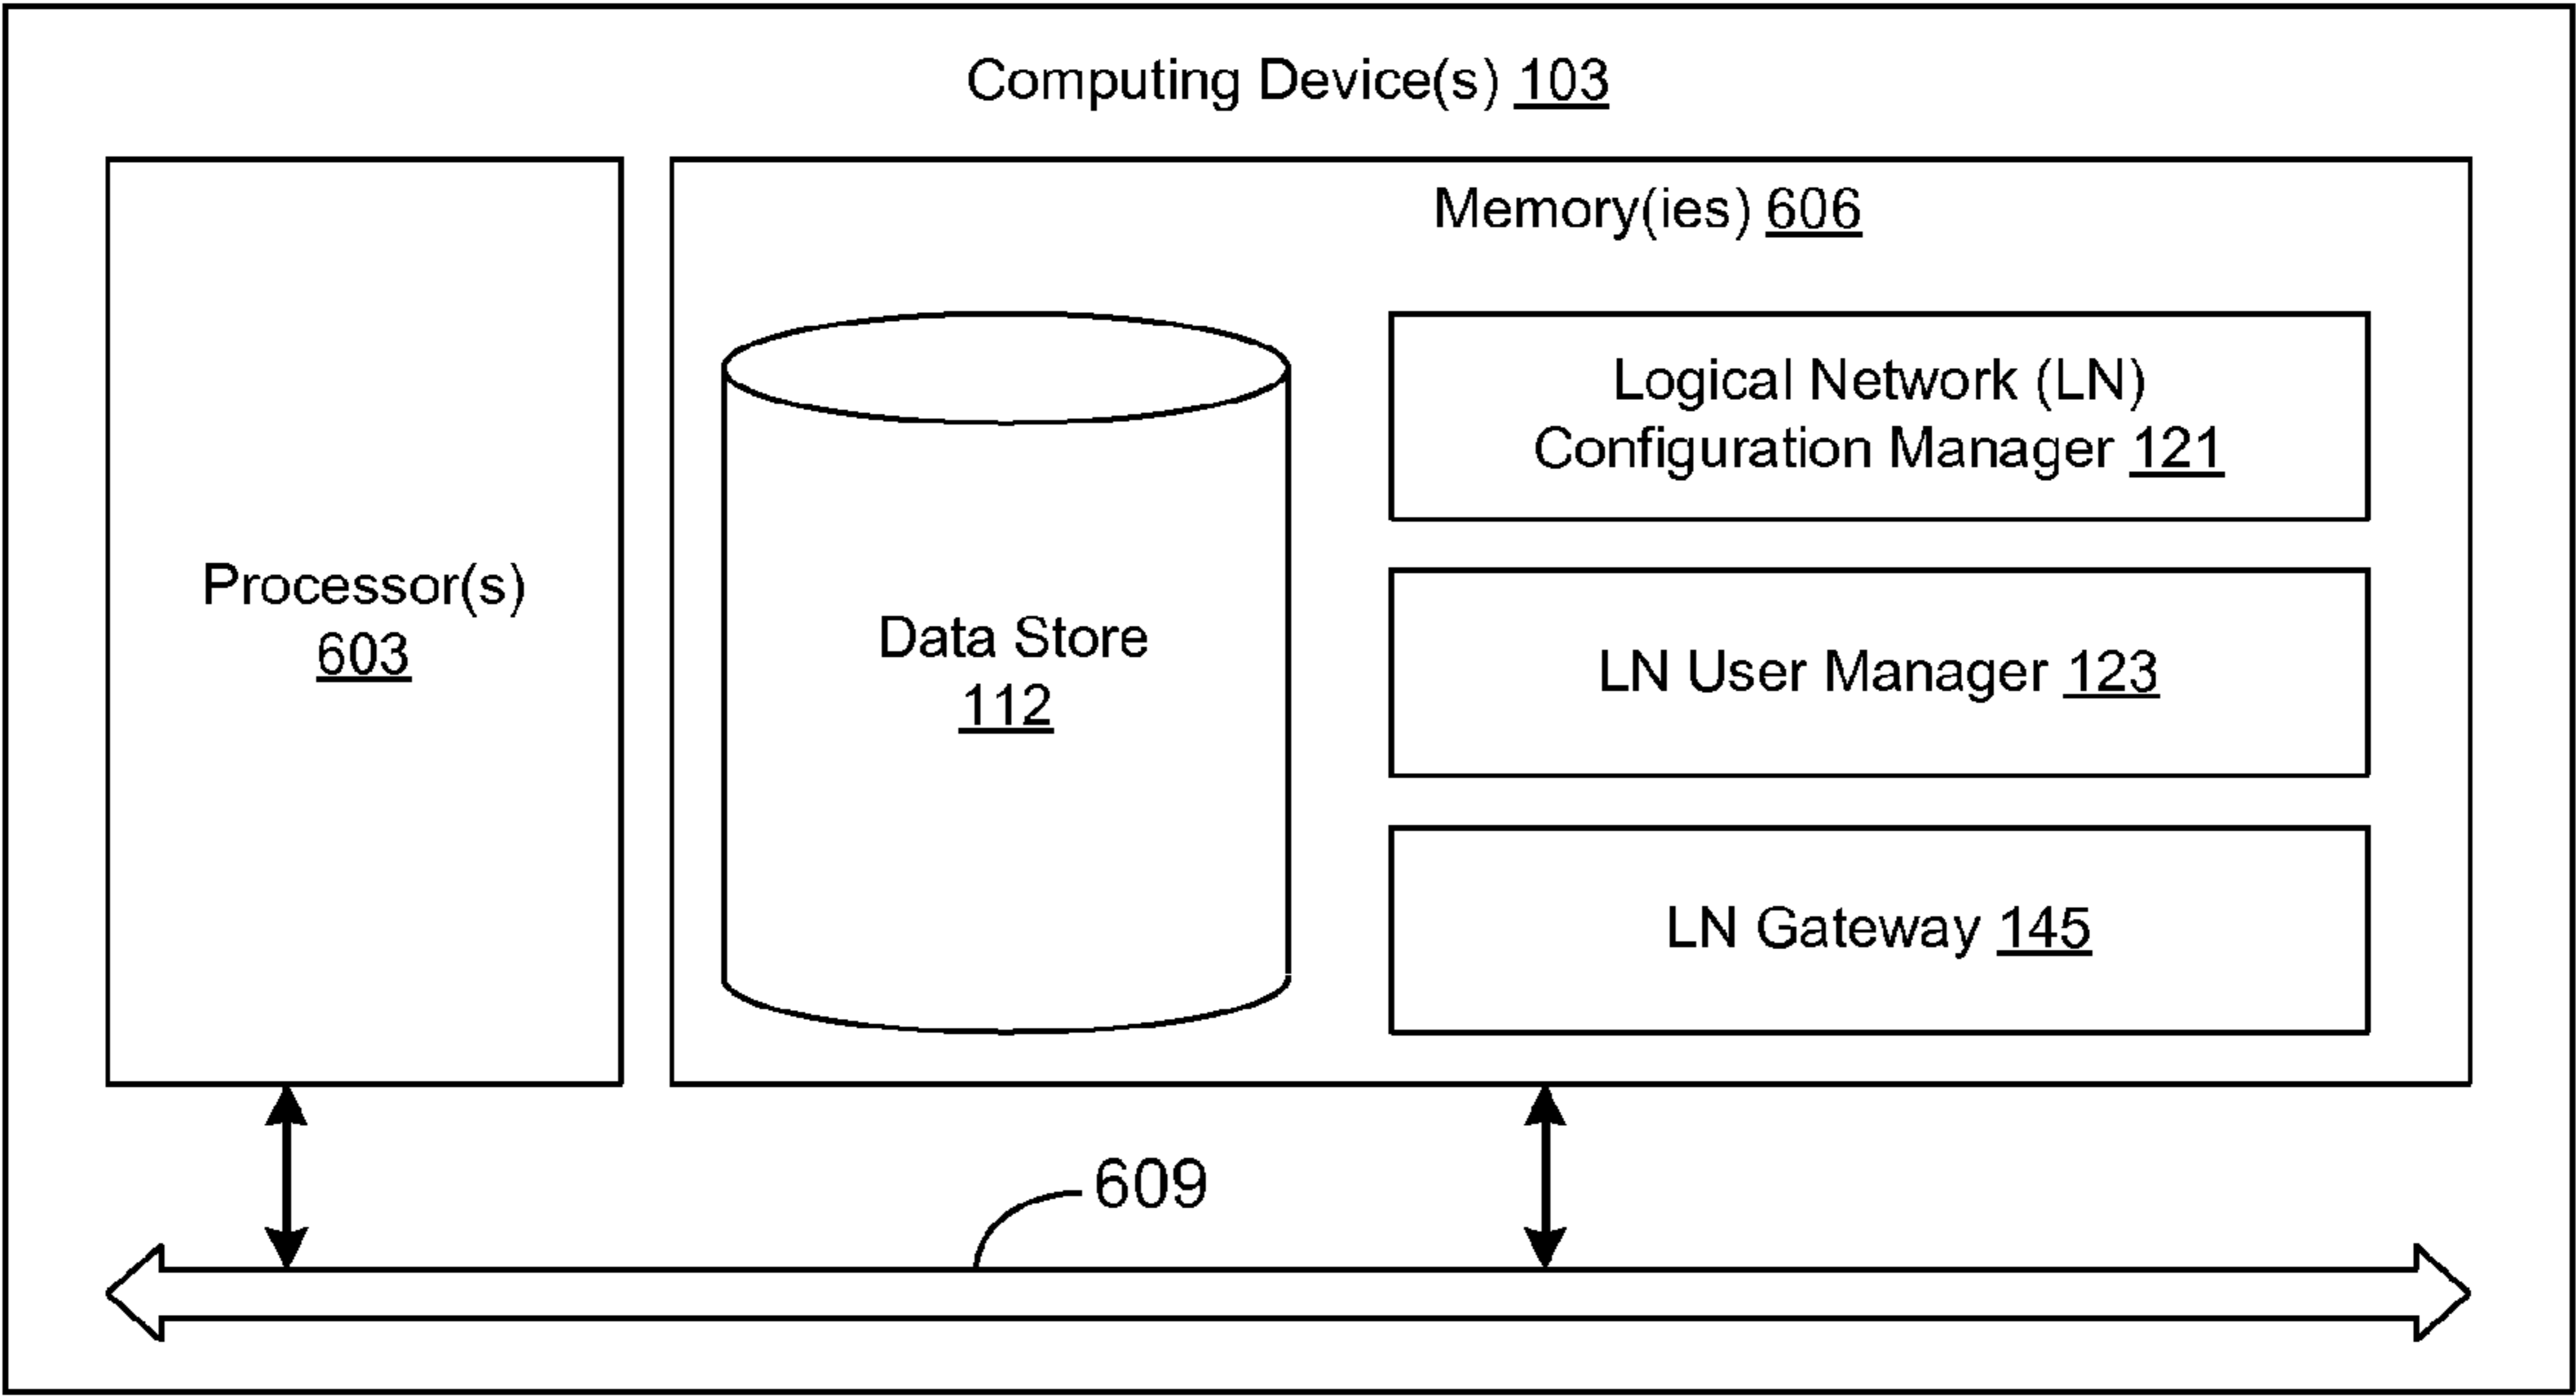 Computing Device(s) 103
Processor(s)
603
Memory(ies) 606
Data Store
112
Logical Network (LN)
Configuration Manager 121
LN User Manager 123
LN Gateway 145
609